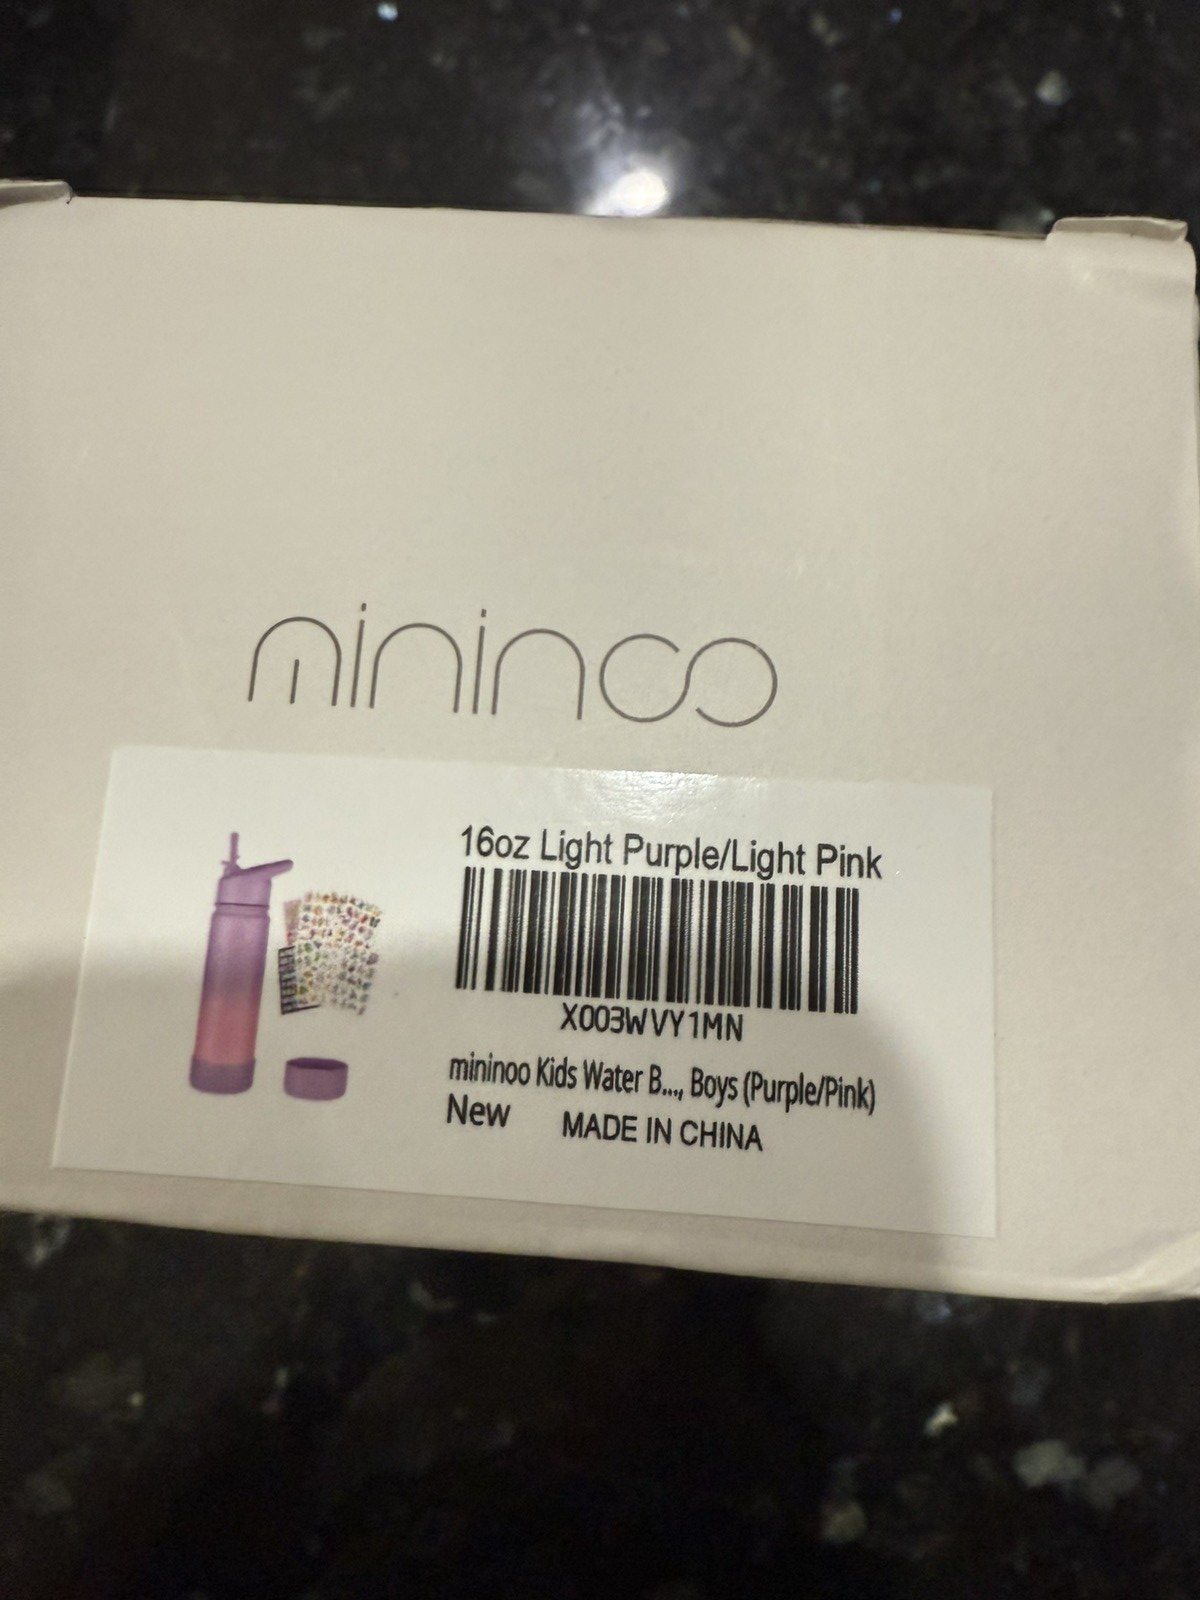 mininoo
16oz Light Purple/Light Pink
X003WVY1MN
mininoo Kids Water B..., Boys (Purple/Pink)
New MADE IN CHINA